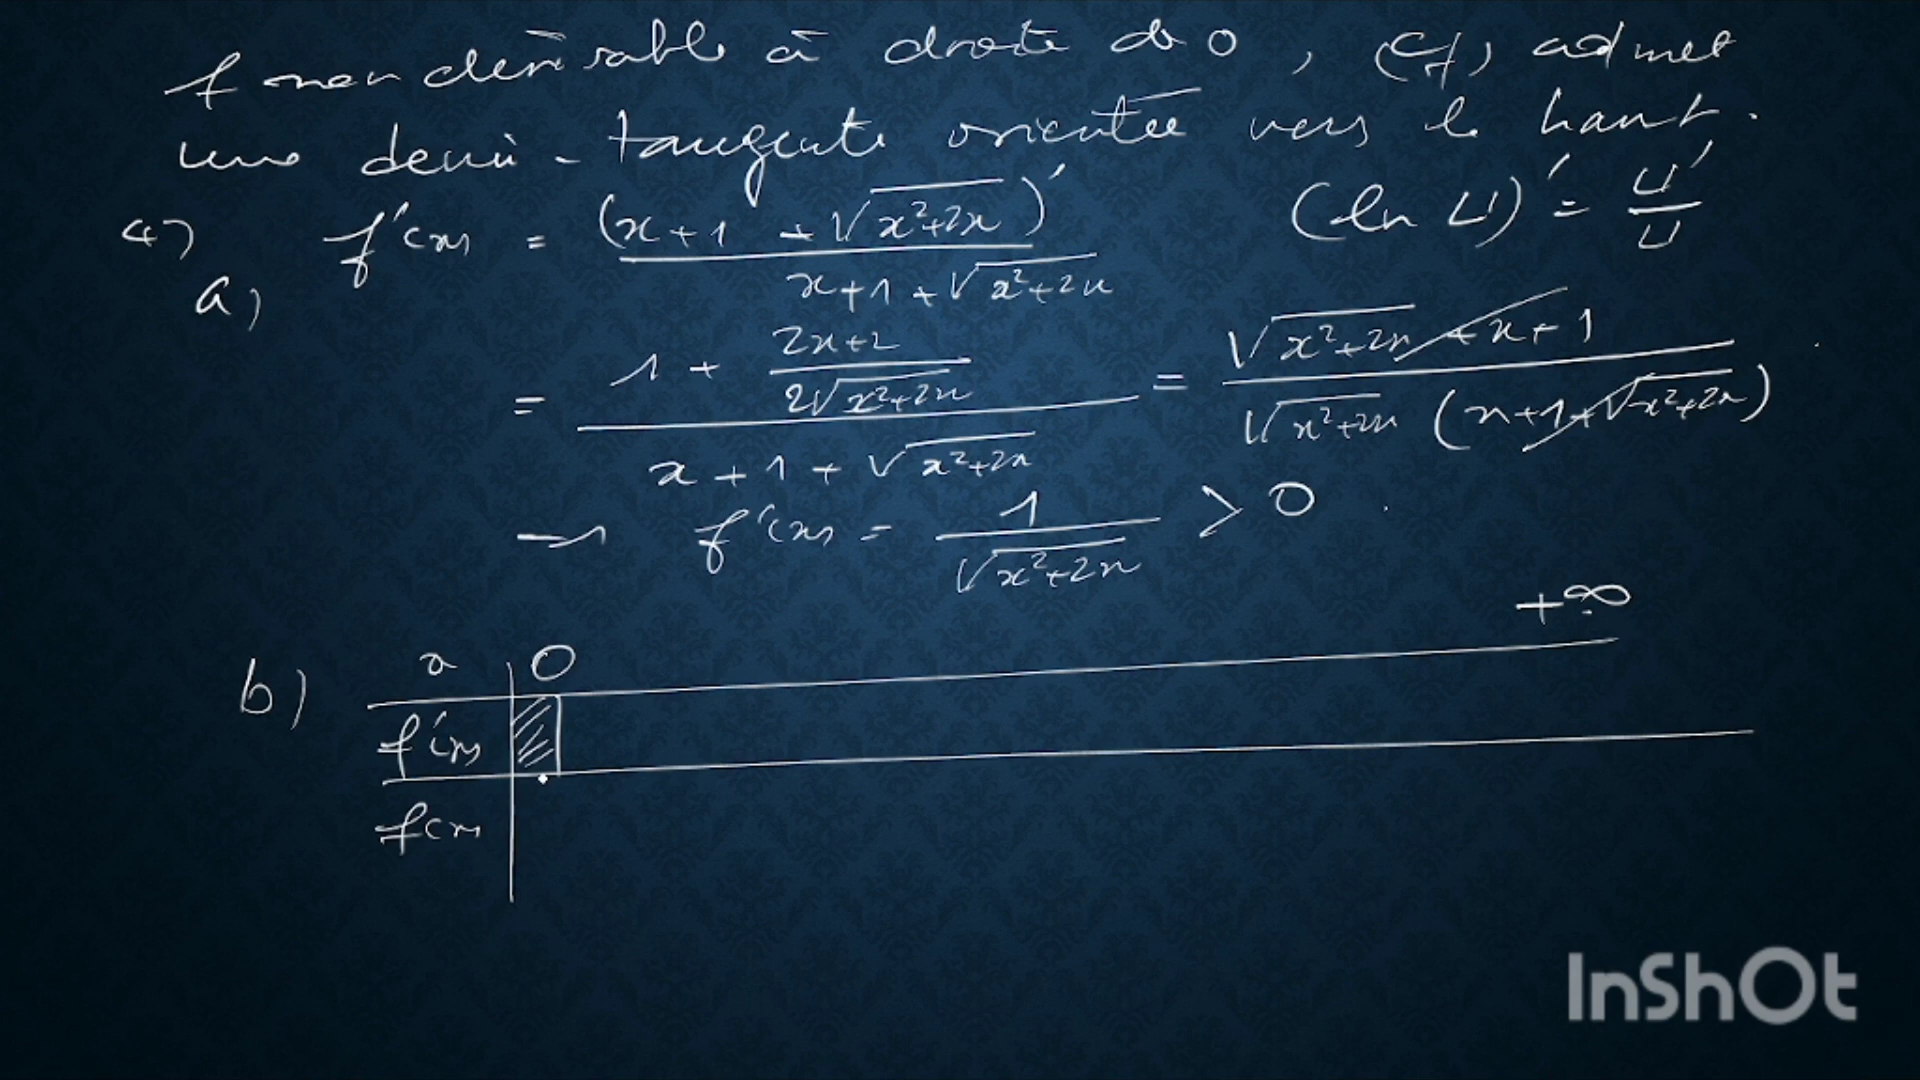 f non dérivable à droite de 0, (Cf) admet
une demi-tangente orientée vers le haut.
4) f'(x) = (x+1+√(x²+2x))' / (x+1+√(x²+2x)) (ln U)' = U'/U
a)
= (1 + (2x+2)/(2√(x²+2x))) / (x+1+√(x²+2x)) = (√(x²+2x)+x+1) / (√(x²+2x) (x+1+√(x²+2x)))
→ f'(x) = 1/√(x²+2x) > 0
b) x 0 +∞
f'(x)
f(x)
InShOt